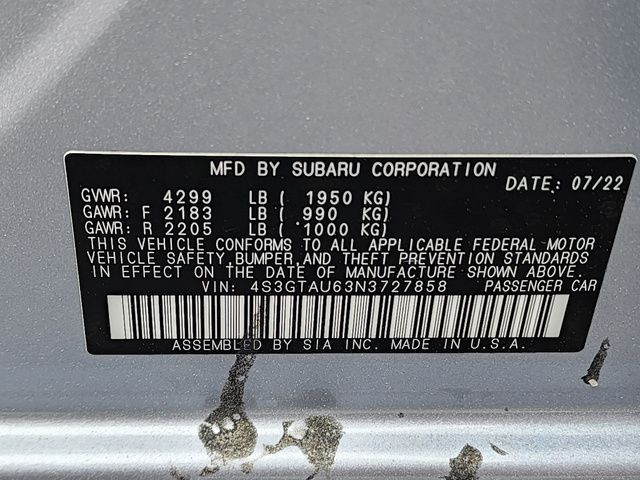 MFD BY SUBARU CORPORATION
DATE: 07/22
GVWR: 4299 LB ( 1950 KG)
GAWR: F 2183 LB ( 990 KG)
GAWR: R 2205 LB ( 1000 KG)
THIS VEHICLE CONFORMS TO ALL APPLICABLE FEDERAL MOTOR
VEHICLE SAFETY, BUMPER, AND THEFT PREVENTION STANDARDS
IN EFFECT ON THE DATE OF MANUFACTURE SHOWN ABOVE.
VIN: 4S3GTAU63N3727858 PASSENGER CAR
ASSEMBLED BY SIA INC. MADE IN U.S.A.